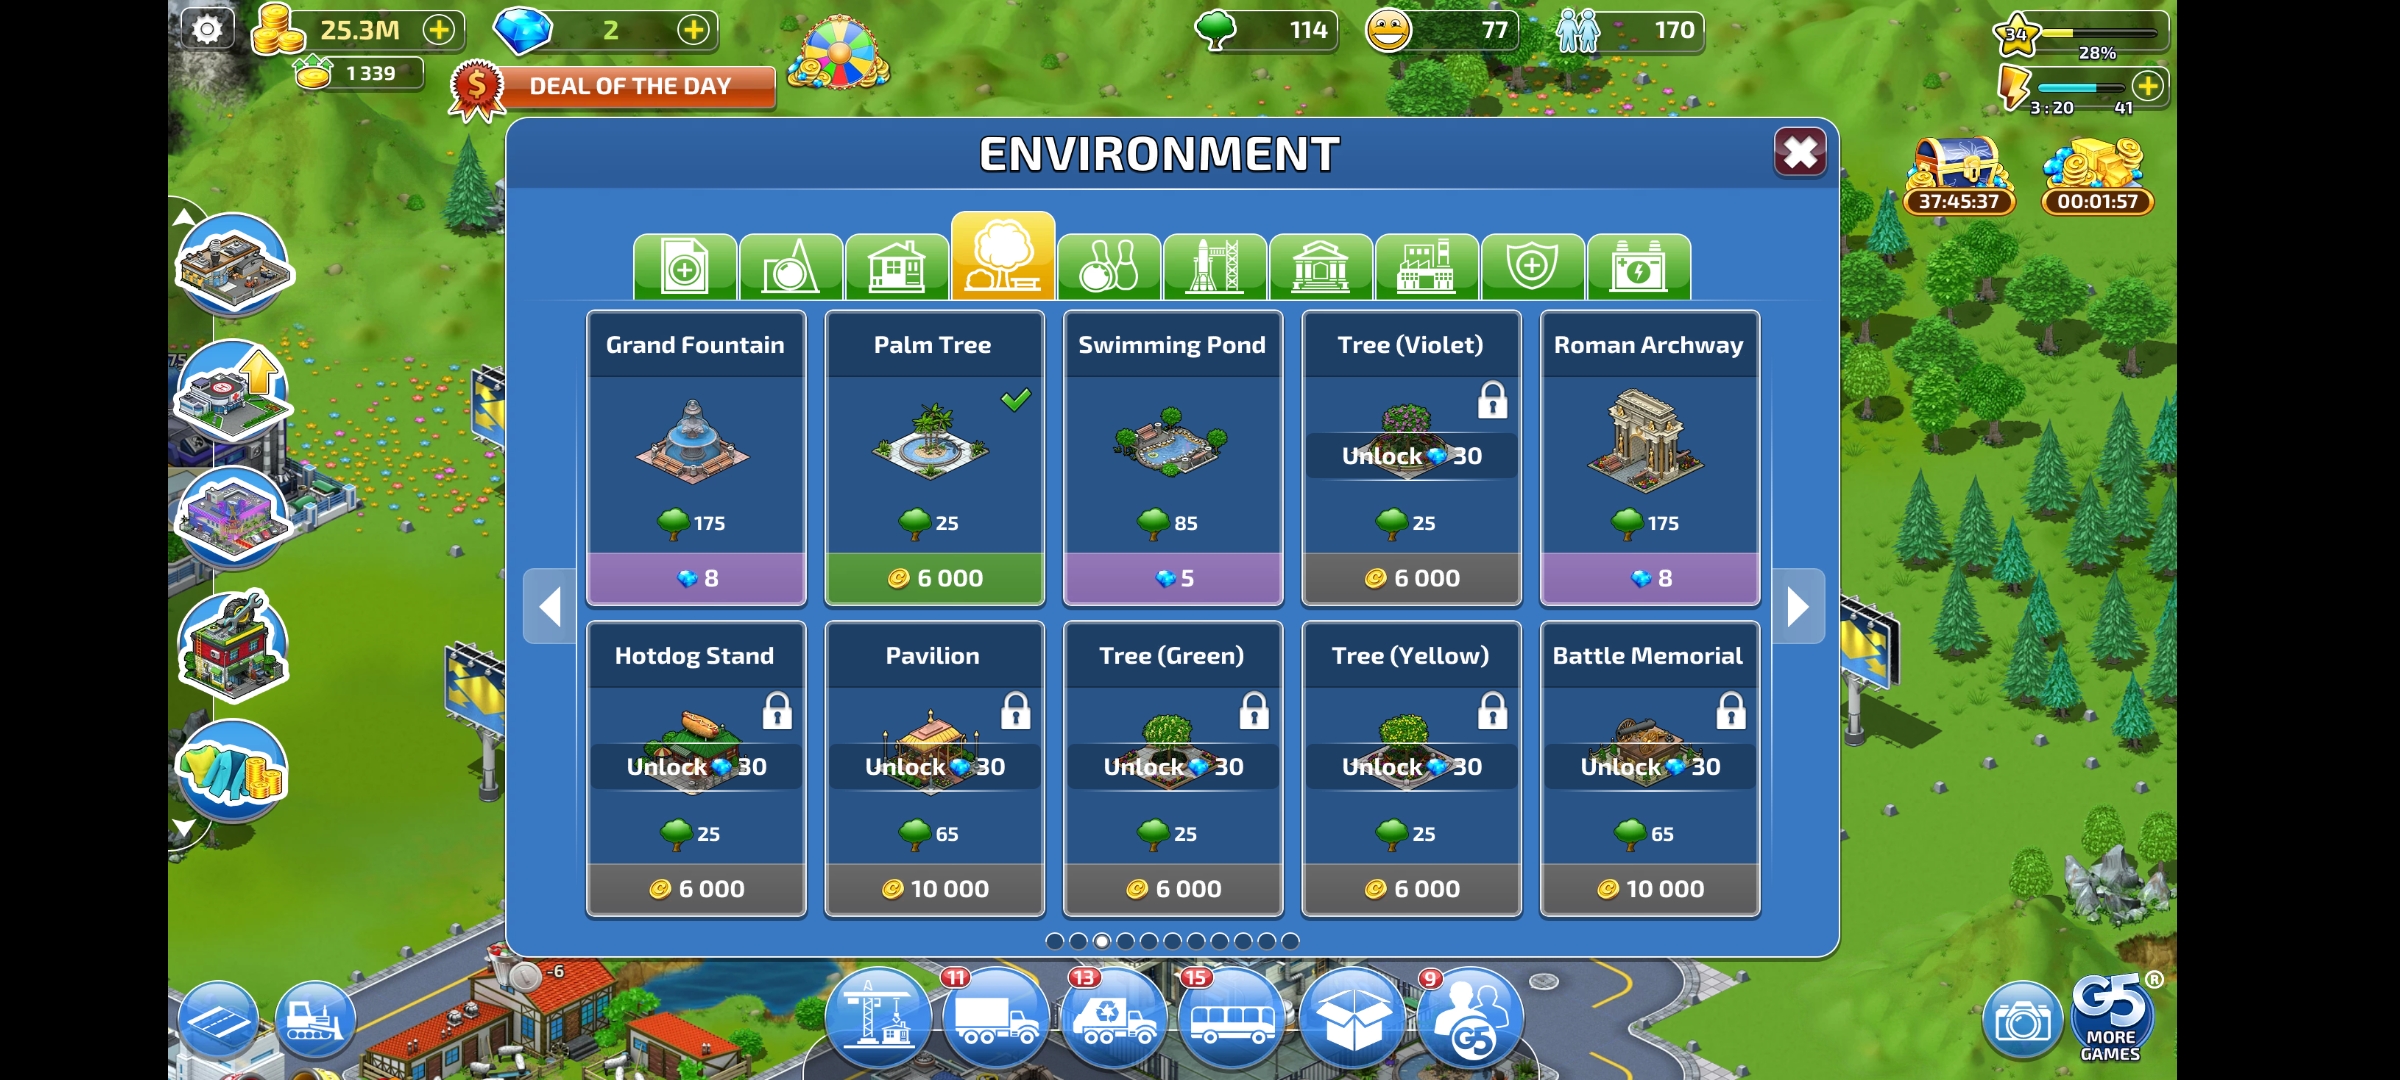 25.3M
2
114
77
170
34
28%
1 339
DEAL OF THE DAY
3:20
41
ENVIRONMENT
37:45:37
00:01:57
Grand Fountain
Palm Tree
Swimming Pond
Tree (Violet)
Roman Archway
Unlock 30
175
25
85
25
175
8
6 000
5
6 000
8
Hotdog Stand
Pavilion
Tree (Green)
Tree (Yellow)
Battle Memorial
Unlock 30
Unlock 30
Unlock 30
Unlock 30
Unlock 30
25
65
25
25
65
6 000
10 000
6 000
6 000
10 000
75
-6
11
13
15
9
G5
G5®
MORE
GAMES